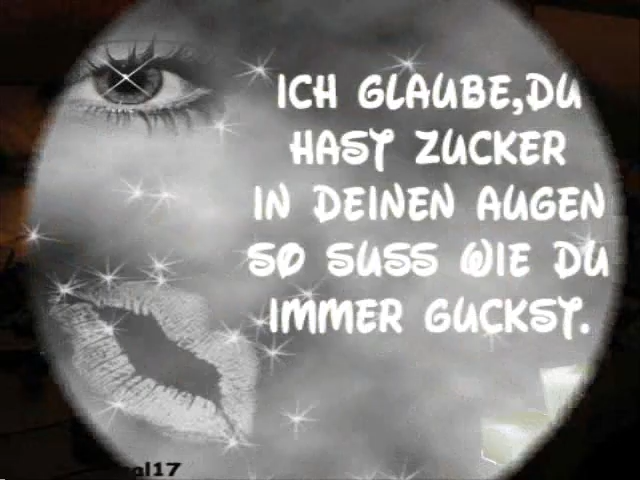 ICH GLAUBE,DU
HAST ZUCKER
IN DEINEN AUGEN
SO SUSS WIE DU
IMMER GUCKST.